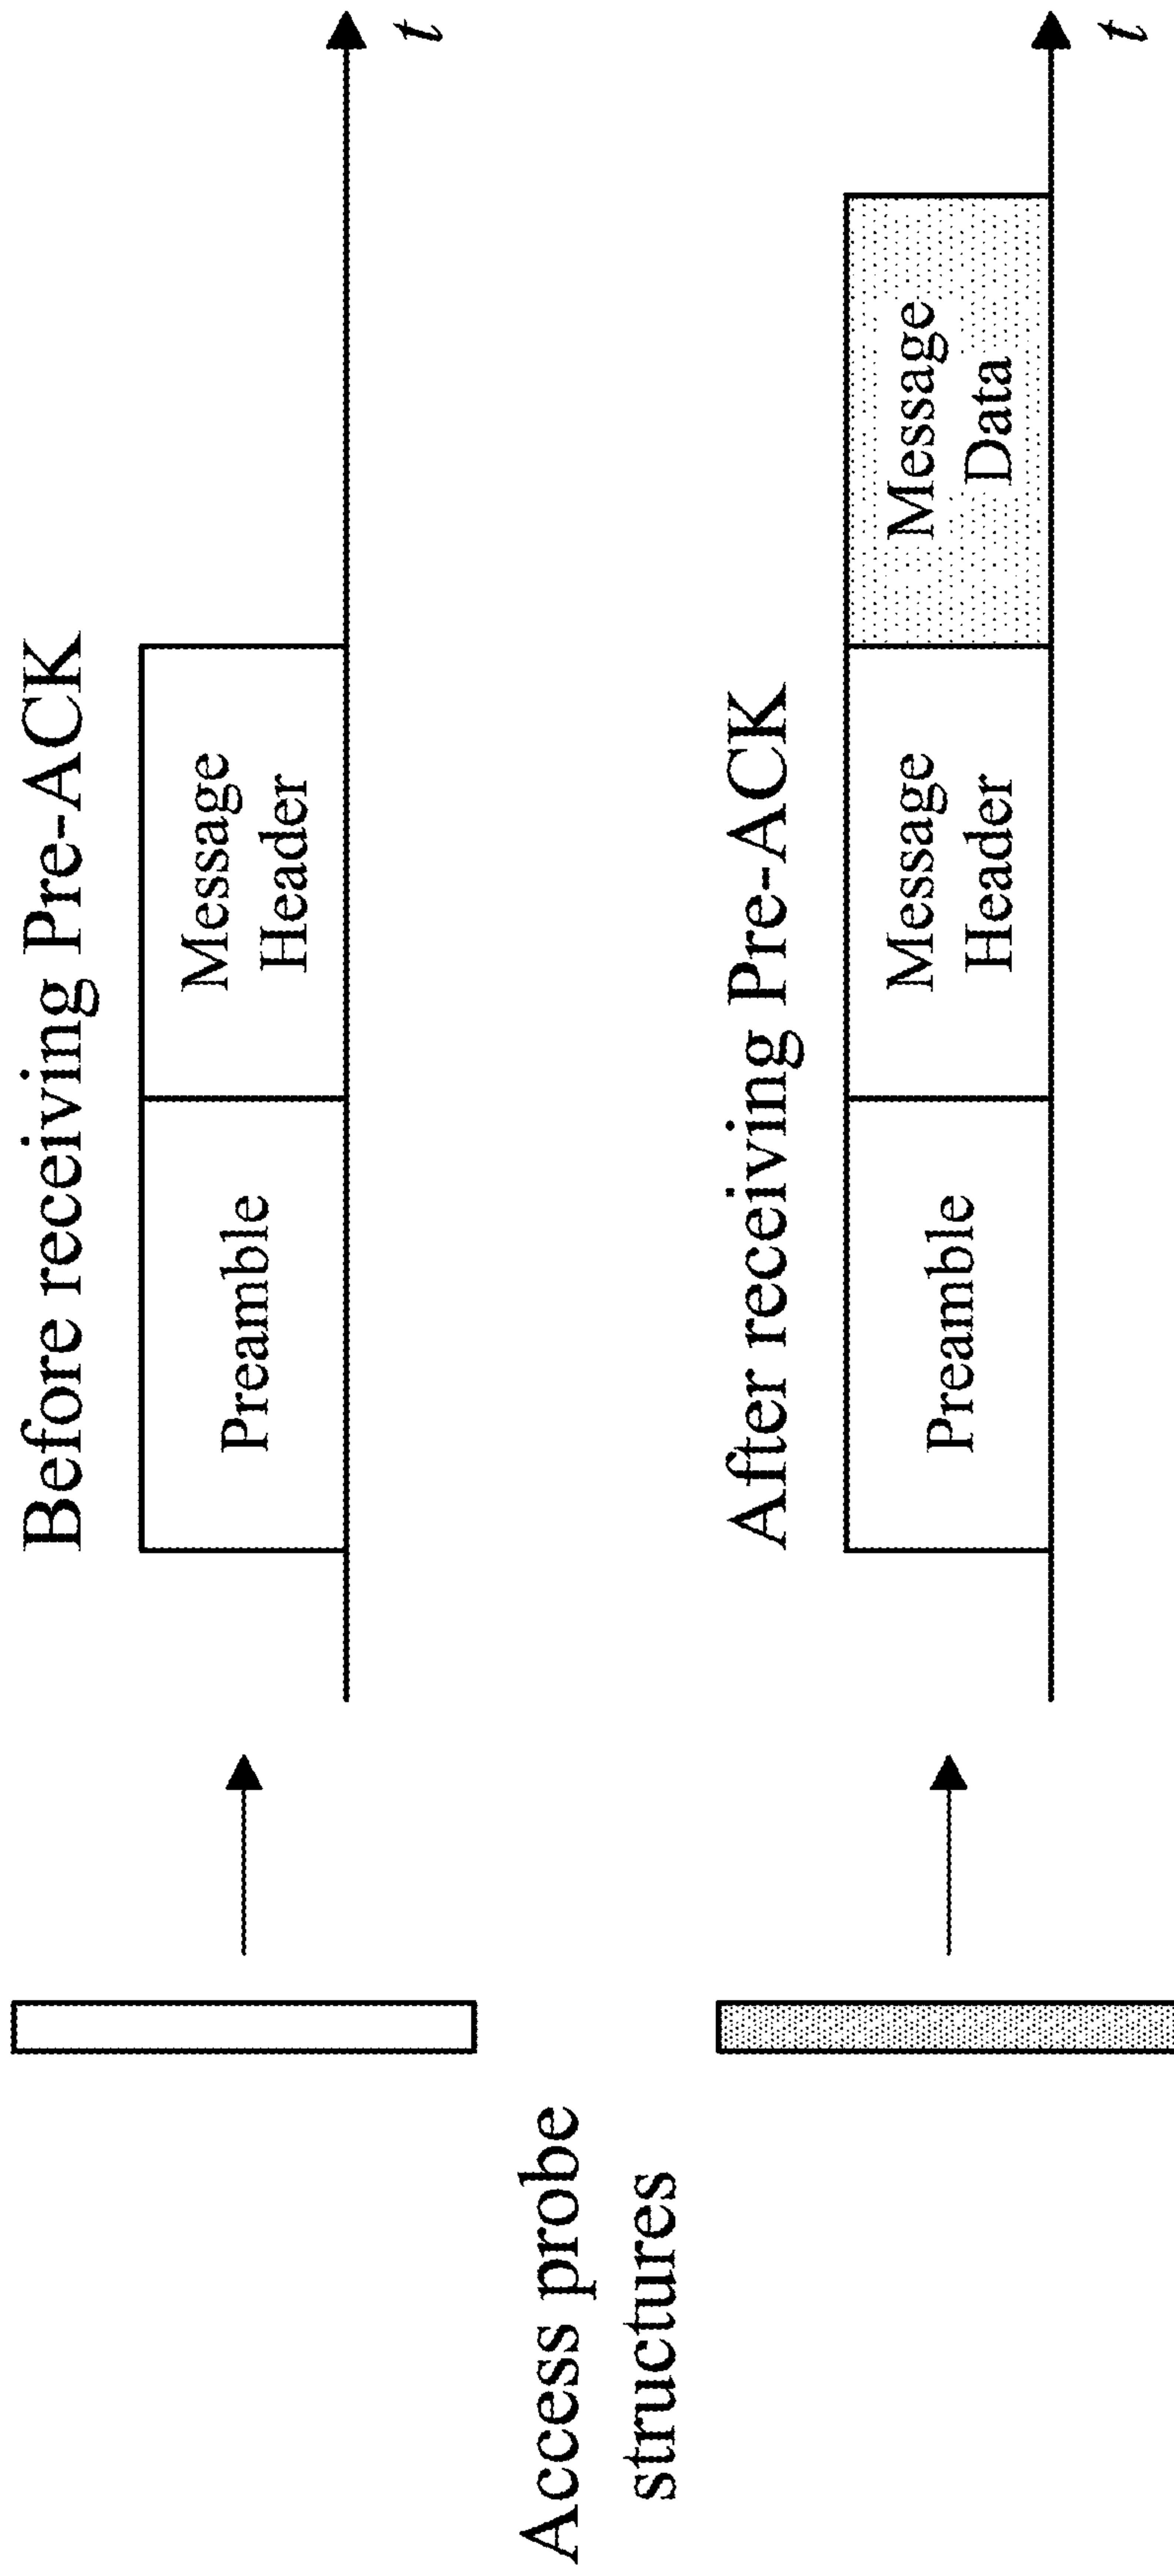 Before receiving Pre-ACK
Preamble
Message
Header
t
Access probe
structures
After receiving Pre-ACK
Preamble
Message
Header
Message
Data
t